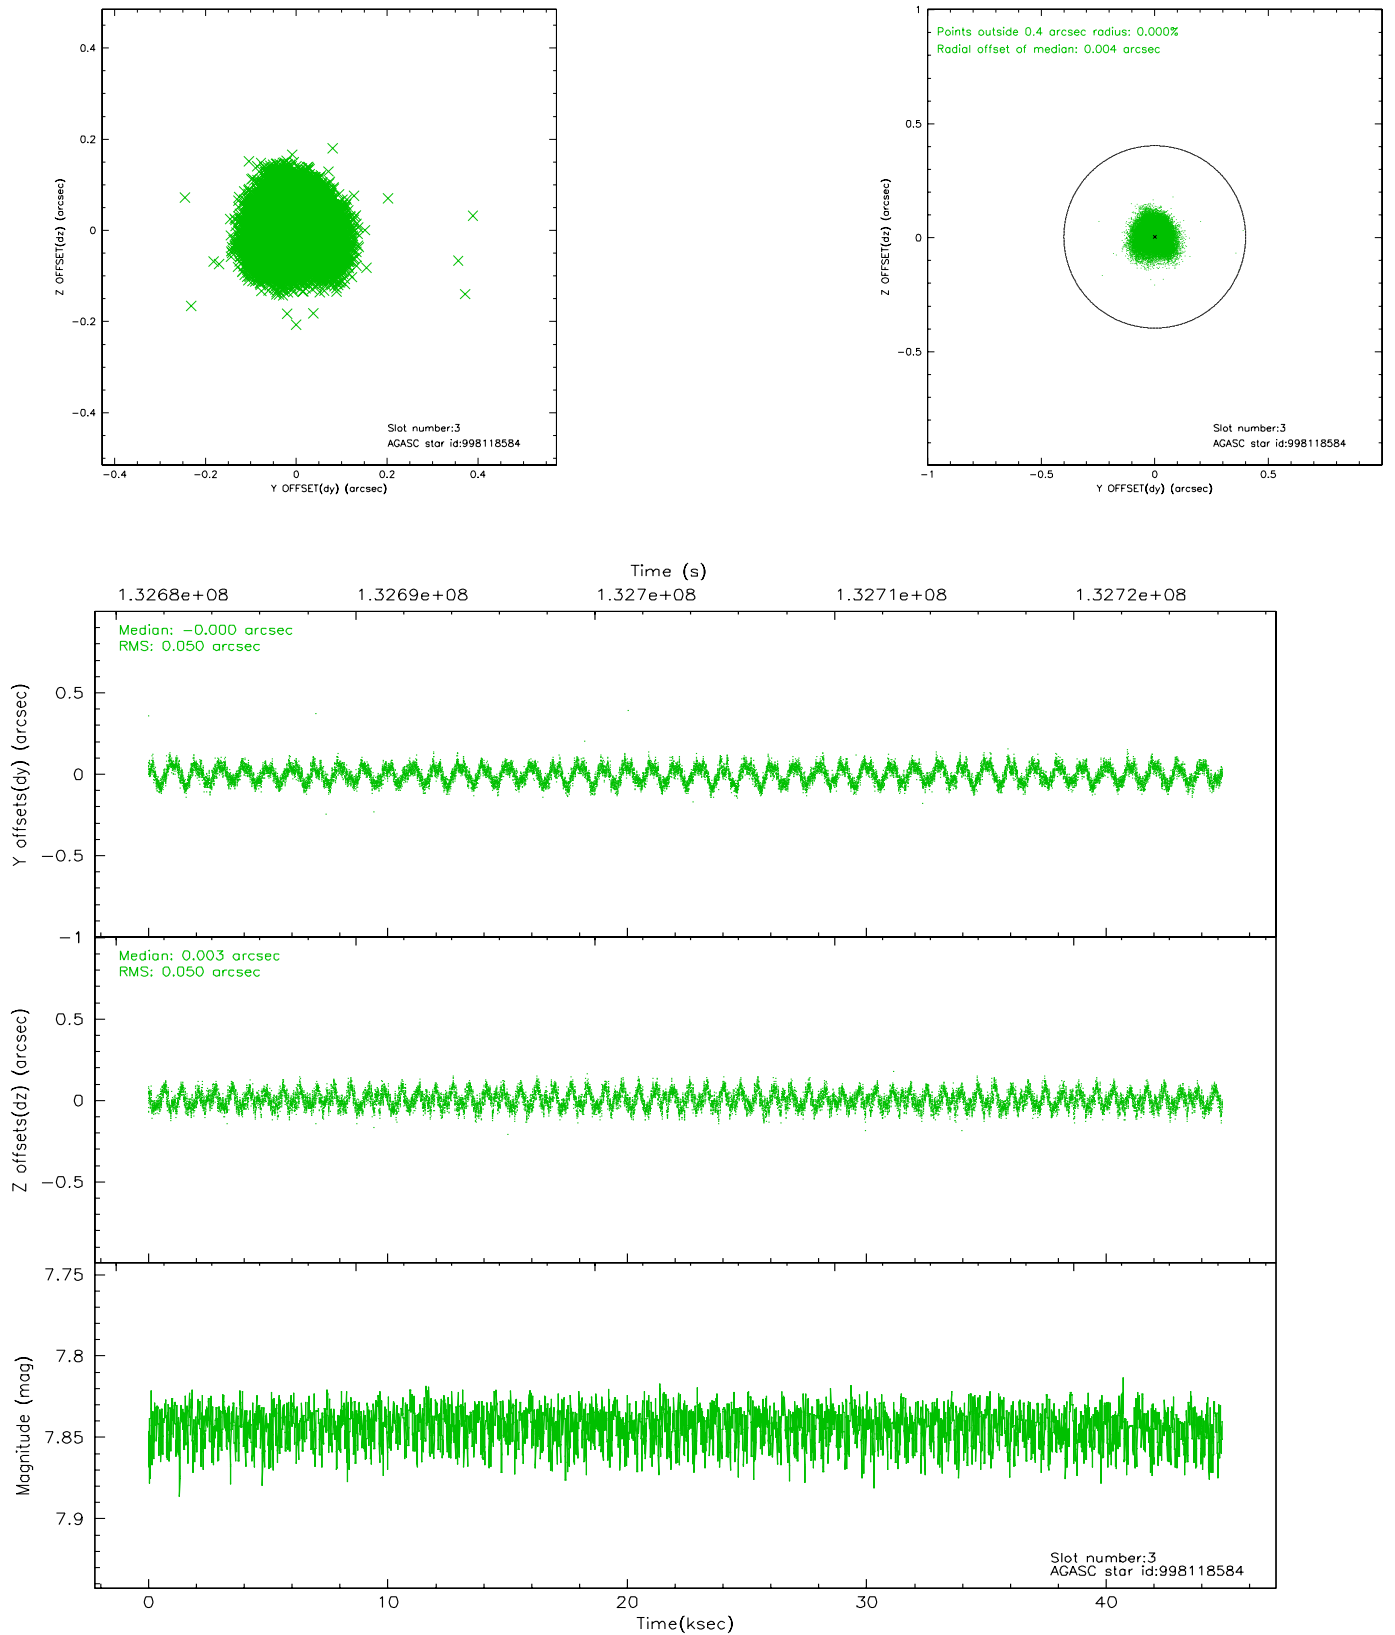 0.4
0.2
0
−0.2
−0.4
Z OFFSET(dz) (arcsec)
Slot number:3
AGASC star id:998118584
−0.4 −0.2 0 0.2 0.4
Y OFFSET(dy) (arcsec)
1
0.5
0
−0.5
Z OFFSET(dz) (arcsec)
Points outside 0.4 arcsec radius: 0.000%
Radial offset of median: 0.004 arcsec
Slot number:3
AGASC star id:998118584
−1 −0.5 0 0.5
Y OFFSET(dy) (arcsec)
Time (s)
1.3268e+08 1.3269e+08 1.327e+08 1.3271e+08 1.3272e+08
Median: −0.000 arcsec
RMS: 0.050 arcsec
0.5
0
−0.5
−1
Y offsets(dy) (arcsec)
Median: 0.003 arcsec
RMS: 0.050 arcsec
0.5
0
−0.5
Z offsets(dz) (arcsec)
7.75
7.8
7.85
7.9
Magnitude (mag)
Slot number:3
AGASC star id:998118584
0 10 20 30 40
Time(ksec)